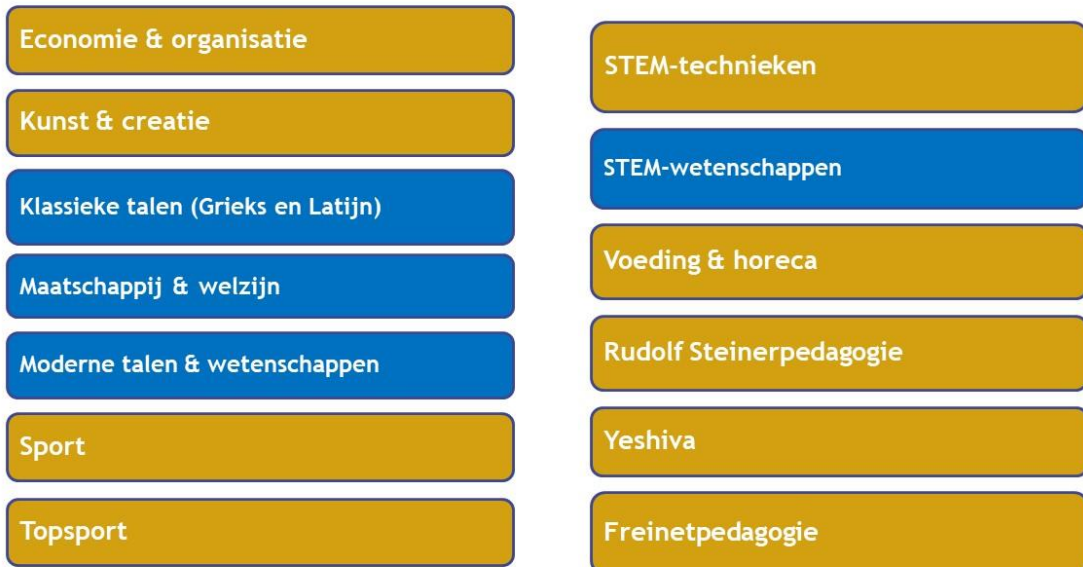 Economie & organisatie
Kunst & creatie
Klassieke talen (Grieks en Latijn)
Maatschappij & welzijn
Moderne talen & wetenschappen
Sport
Topsport
STEM-technieken
STEM-wetenschappen
Voeding & horeca
Rudolf Steinerpedagogie
Yeshiva
Freinetpedagogie